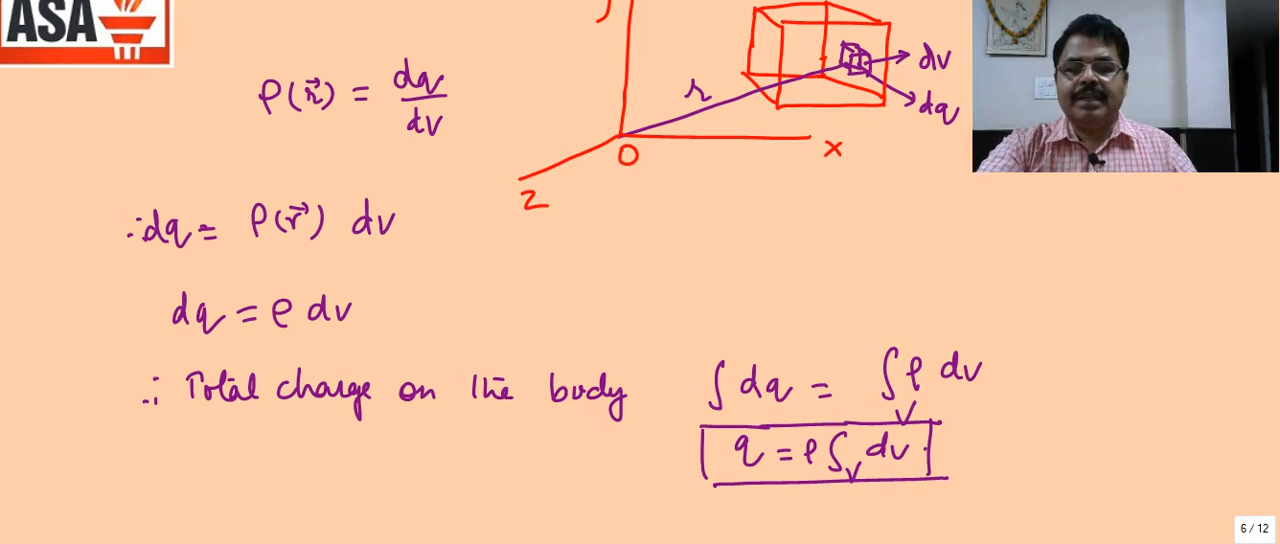 ASA
ρ(r⃗) = dq/dv
r
dv
dq
O
x
z
∴ dq = ρ(r⃗) dv
dq = ρ dv
∴ Total charge on the body ∫ dq = ∫_V ρ dv
q = ρ ∫_V dv
6 / 12